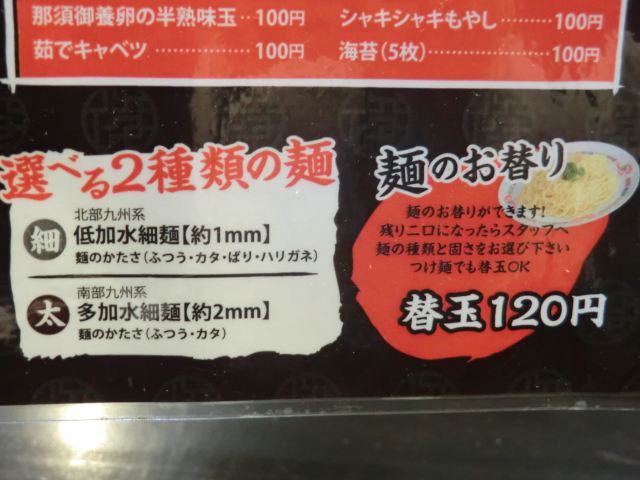 那須御養卵の半熟味玉 … 100円
シャキシャキもやし ……… 100円
茹でキャベツ ………… 100円
海苔（5枚）……………… 100円
選べる2種類の麺
北部九州系
細 低加水細麺【約1mm】
麺のかたさ（ふつう・カタ・ばり・ハリガネ）
南部九州系
太 多加水細麺【約2mm】
麺のかたさ（ふつう・カタ）
麺のお替り
麺のお替りができます!
残り二口になったらスタッフへ
麺の種類と固さをお選び下さい
つけ麺でも替玉OK
替玉120円